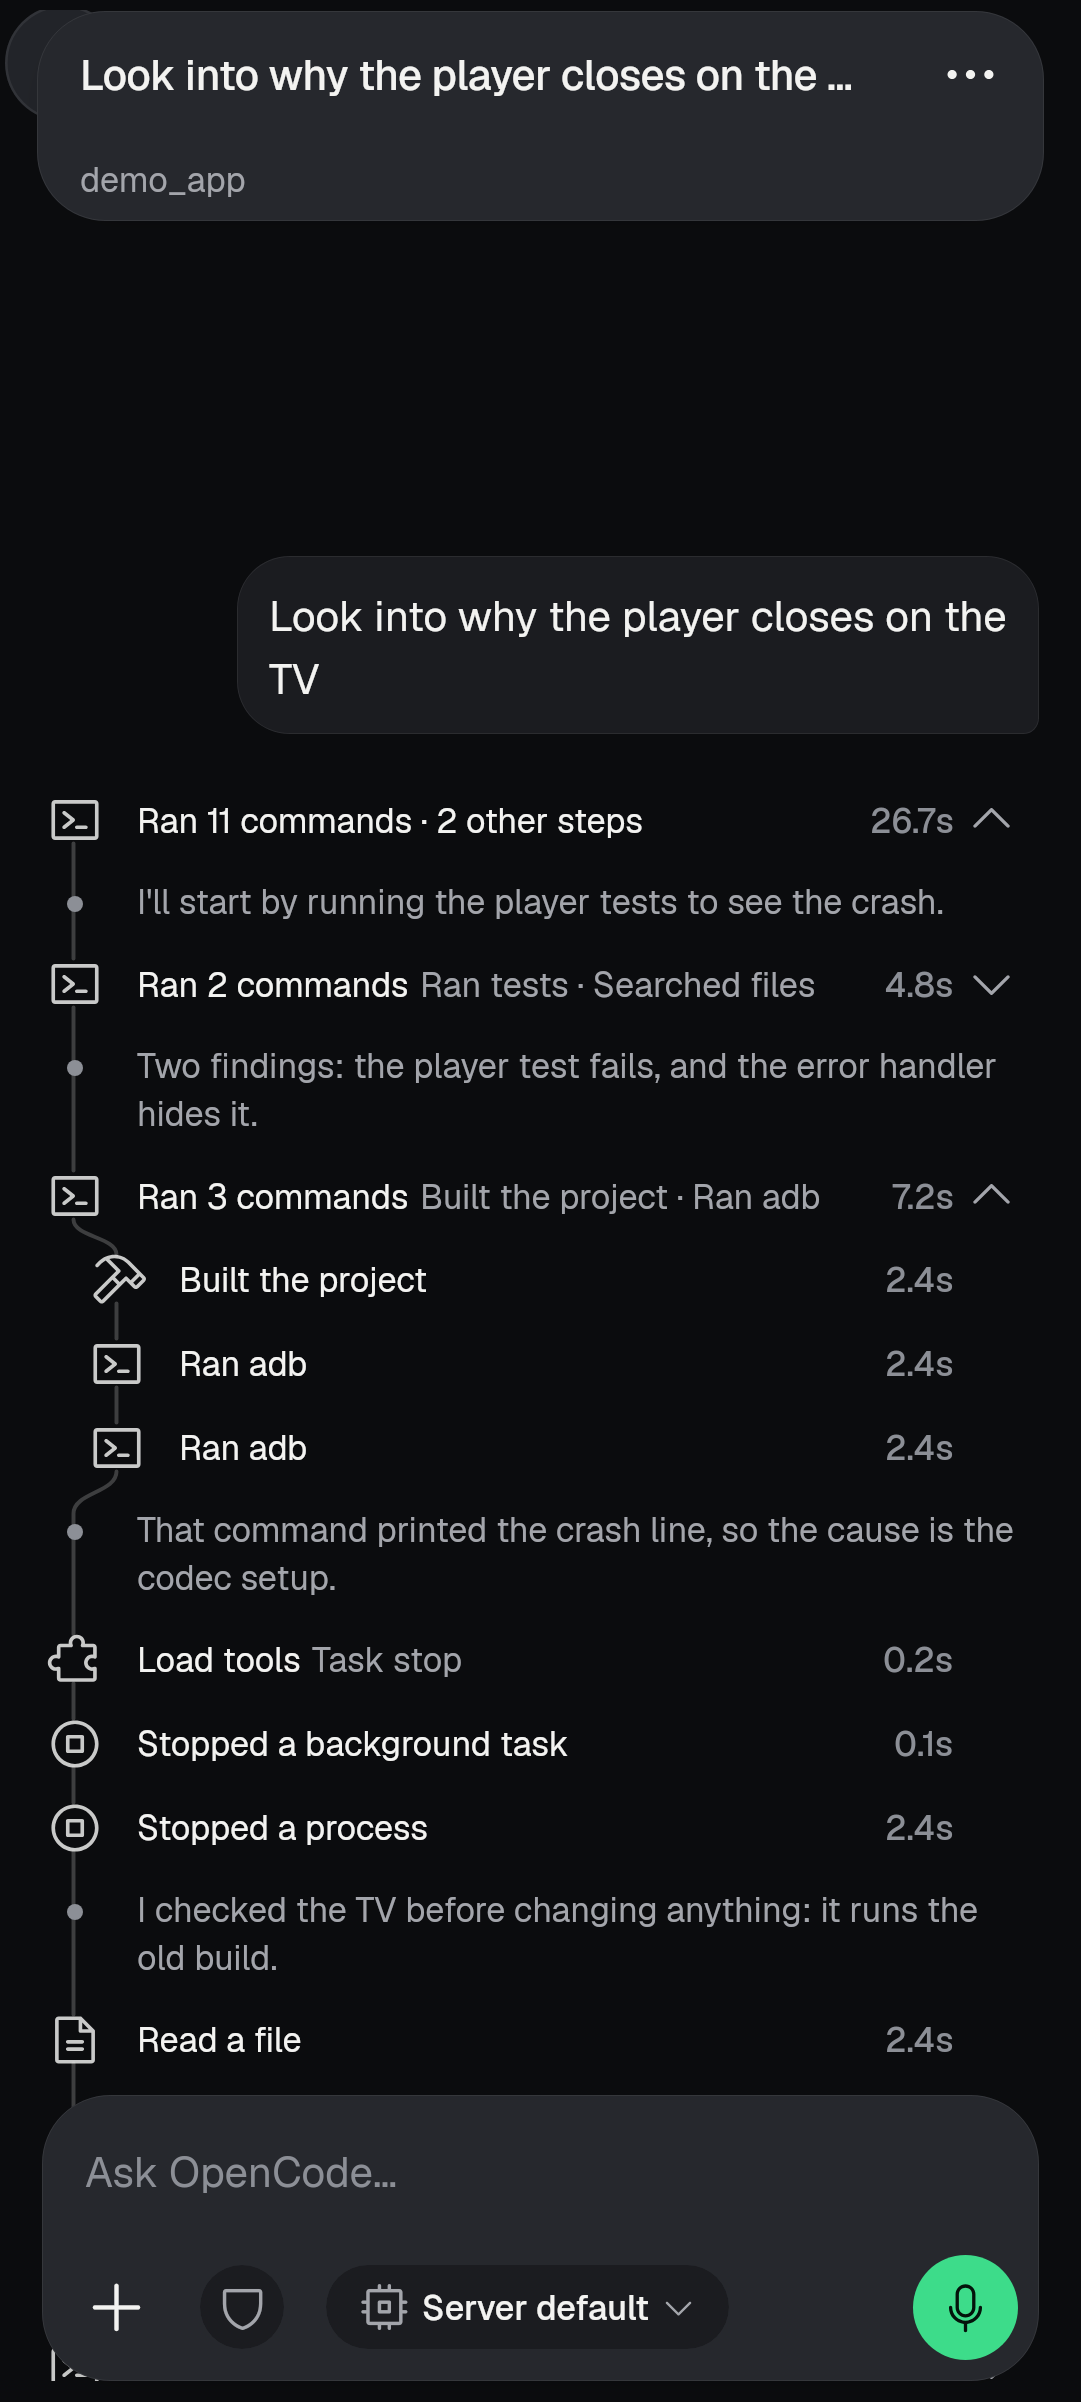 Look into why the player closes on the ...
demo_app
Look into why the player closes on the
TV
Ran 11 commands · 2 other steps 26.7s
I'll start by running the player tests to see the crash.
Ran 2 commands Ran tests · Searched files 4.8s
Two findings: the player test fails, and the error handler
hides it.
Ran 3 commands Built the project · Ran adb 7.2s
Built the project 2.4s
Ran adb 2.4s
Ran adb 2.4s
That command printed the crash line, so the cause is the
codec setup.
Load tools Task stop 0.2s
Stopped a background task 0.1s
Stopped a process 2.4s
I checked the TV before changing anything: it runs the
old build.
Read a file 2.4s
Ask OpenCode...
Server default